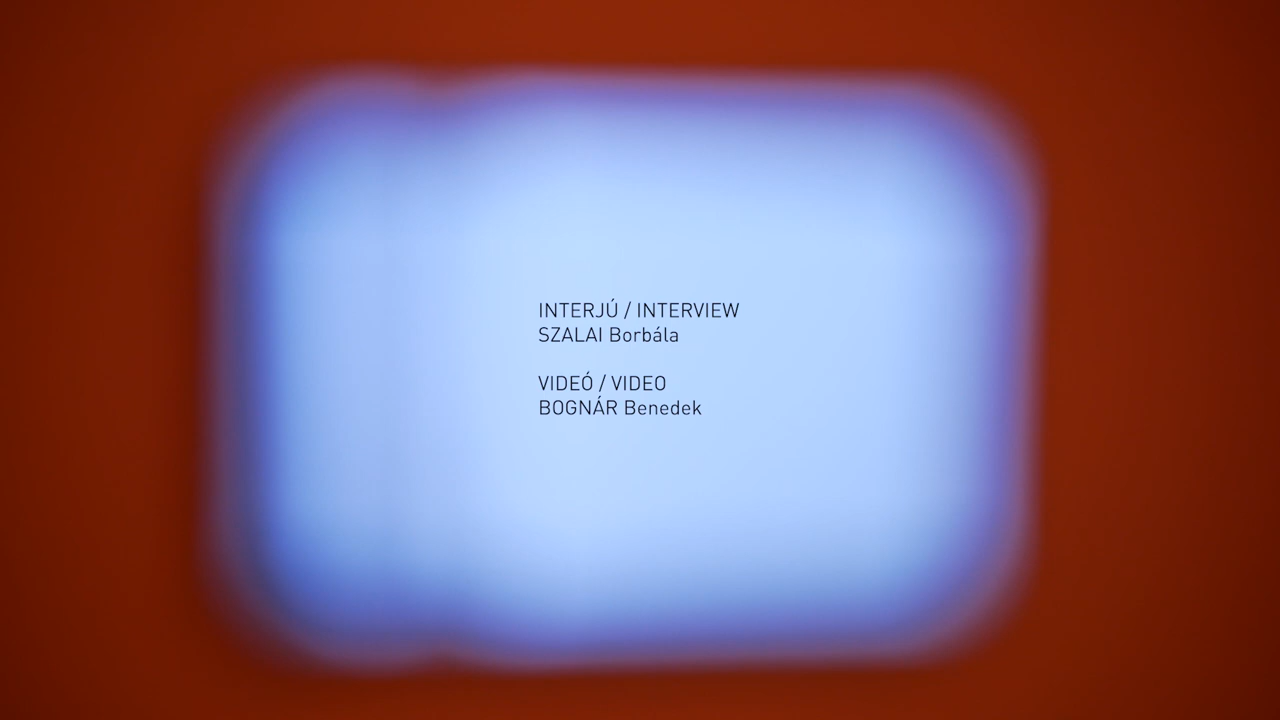 INTERJÚ / INTERVIEW
SZALAI Borbála
VIDEÓ / VIDEO
BOGNÁR Benedek